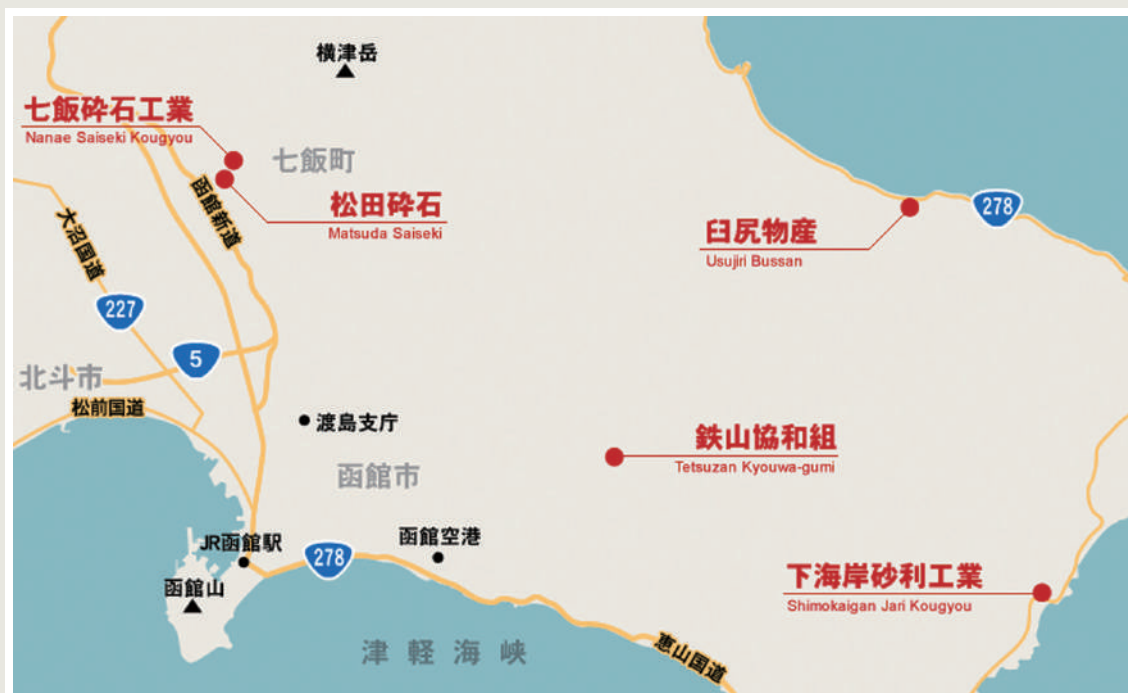 横津岳
七飯砕石工業
Nanae Saiseki Kougyou
七飯町
函館新道
松田砕石
Matsuda Saiseki
大沼国道
臼尻物産
Usujiri Bussan
278
227
5
北斗市
松前国道
渡島支庁
鉄山協和組
Tetsuzan Kyouwa-gumi
函館市
JR函館駅
278
函館空港
函館山
下海岸砂利工業
Shimokaigan Jari Kougyou
津軽海峡
恵山国道